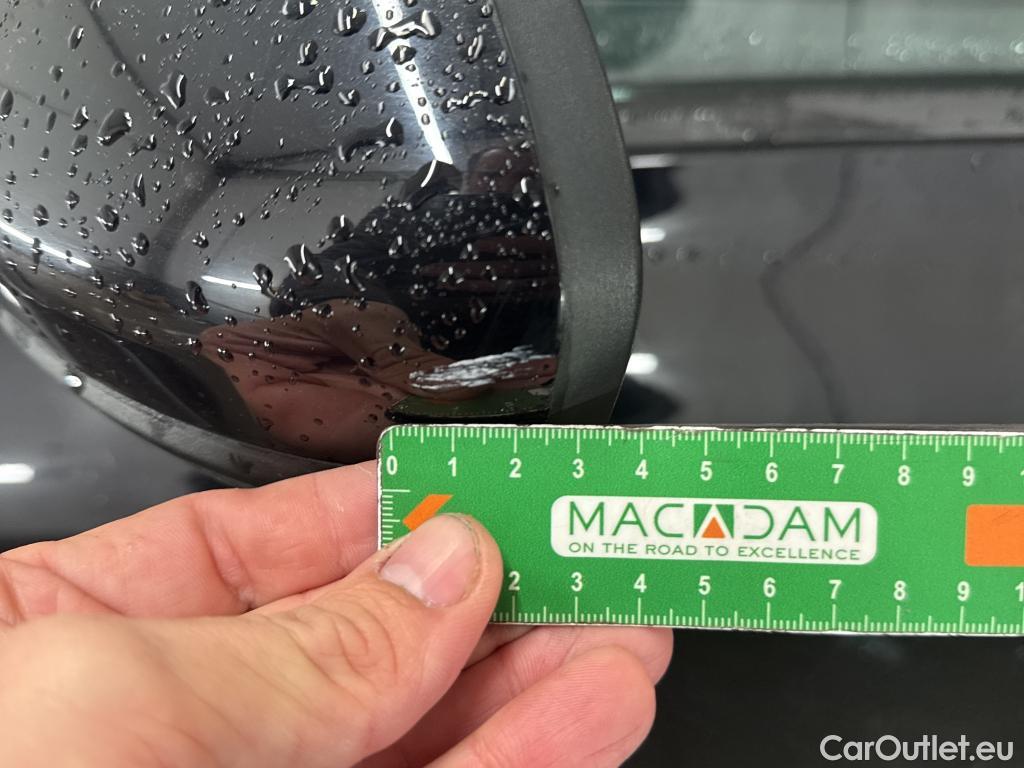 0 1 2 3 4 5 6 7 8 9
MACADAM
ON THE ROAD TO EXCELLENCE
2 3 4 5 6 7 8 9
CarOutlet.eu